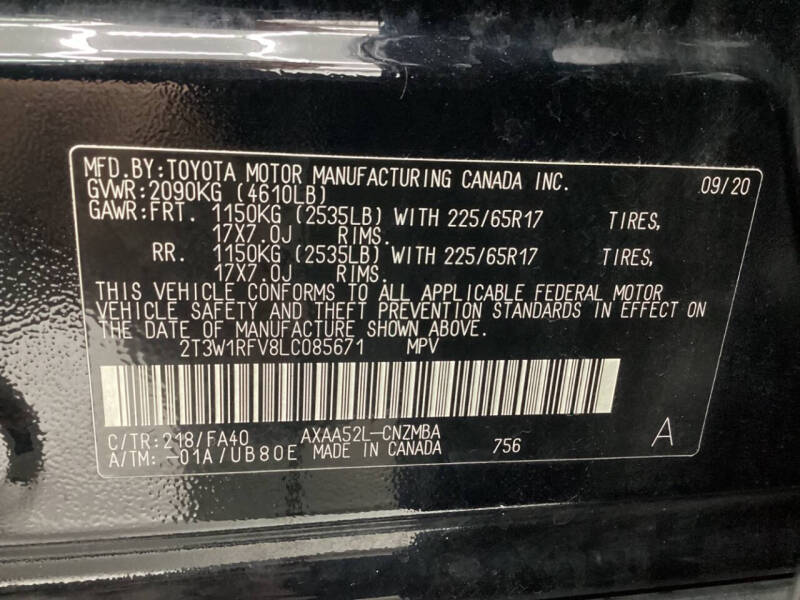 MFD.BY:TOYOTA MOTOR MANUFACTURING CANADA INC. 09/20
GVWR:2090KG (4610LB)
GAWR:FRT. 1150KG (2535LB) WITH 225/65R17 TIRES,
17X7.0J RIMS.
RR. 1150KG (2535LB) WITH 225/65R17 TIRES,
17X7.0J RIMS.
THIS VEHICLE CONFORMS TO ALL APPLICABLE FEDERAL MOTOR
VEHICLE SAFETY AND THEFT PREVENTION STANDARDS IN EFFECT ON
THE DATE OF MANUFACTURE SHOWN ABOVE.
2T3W1RFV8LC085671 MPV
C/TR:218/FA40 AXAA52L-CNZMBA
A/TM:-01A/UB80E MADE IN CANADA 756 A